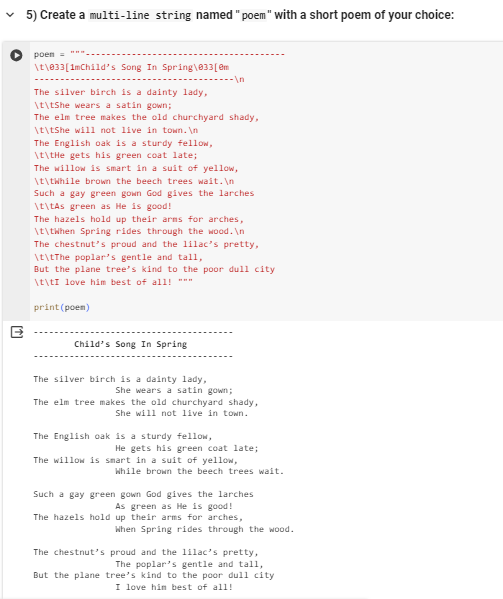 5) Create a multi-line string named "poem" with a short poem of your choice:
poem = """---------------------------------------
\t\033[1mChild’s Song In Spring\033[0m
---------------------------------------\n
The silver birch is a dainty lady,
\t\tShe wears a satin gown;
The elm tree makes the old churchyard shady,
\t\tShe will not live in town.\n
The English oak is a sturdy fellow,
\t\tHe gets his green coat late;
The willow is smart in a suit of yellow,
\t\tWhile brown the beech trees wait.\n
Such a gay green gown God gives the larches
\t\tAs green as He is good!
The hazels hold up their arms for arches,
\t\tWhen Spring rides through the wood.\n
The chestnut’s proud and the lilac’s pretty,
\t\tThe poplar’s gentle and tall,
But the plane tree’s kind to the poor dull city
\t\tI love him best of all! """
print(poem)
---------------------------------------
Child’s Song In Spring
---------------------------------------
The silver birch is a dainty lady,
She wears a satin gown;
The elm tree makes the old churchyard shady,
She will not live in town.
The English oak is a sturdy fellow,
He gets his green coat late;
The willow is smart in a suit of yellow,
While brown the beech trees wait.
Such a gay green gown God gives the larches
As green as He is good!
The hazels hold up their arms for arches,
When Spring rides through the wood.
The chestnut’s proud and the lilac’s pretty,
The poplar’s gentle and tall,
But the plane tree’s kind to the poor dull city
I love him best of all!